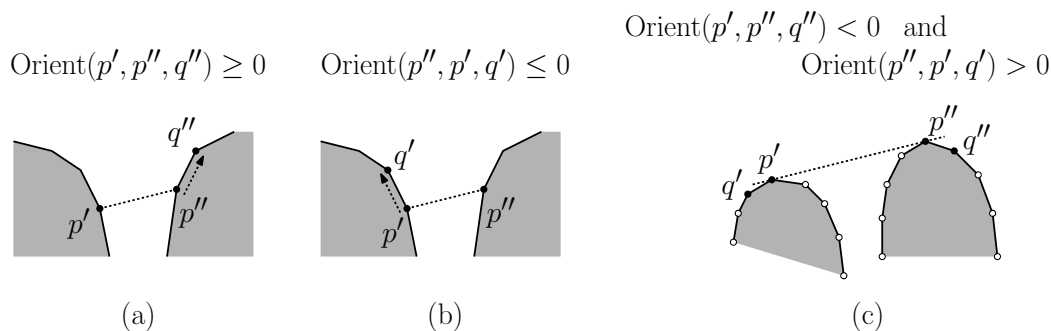 Orient(p′, p″, q″) < 0 and
Orient(p′, p″, q″) ≥ 0
Orient(p″, p′, q′) ≤ 0
Orient(p″, p′, q′) > 0
q″
p′
p″
q′
p′
p″
q′
p′
p″
q″
(a)
(b)
(c)